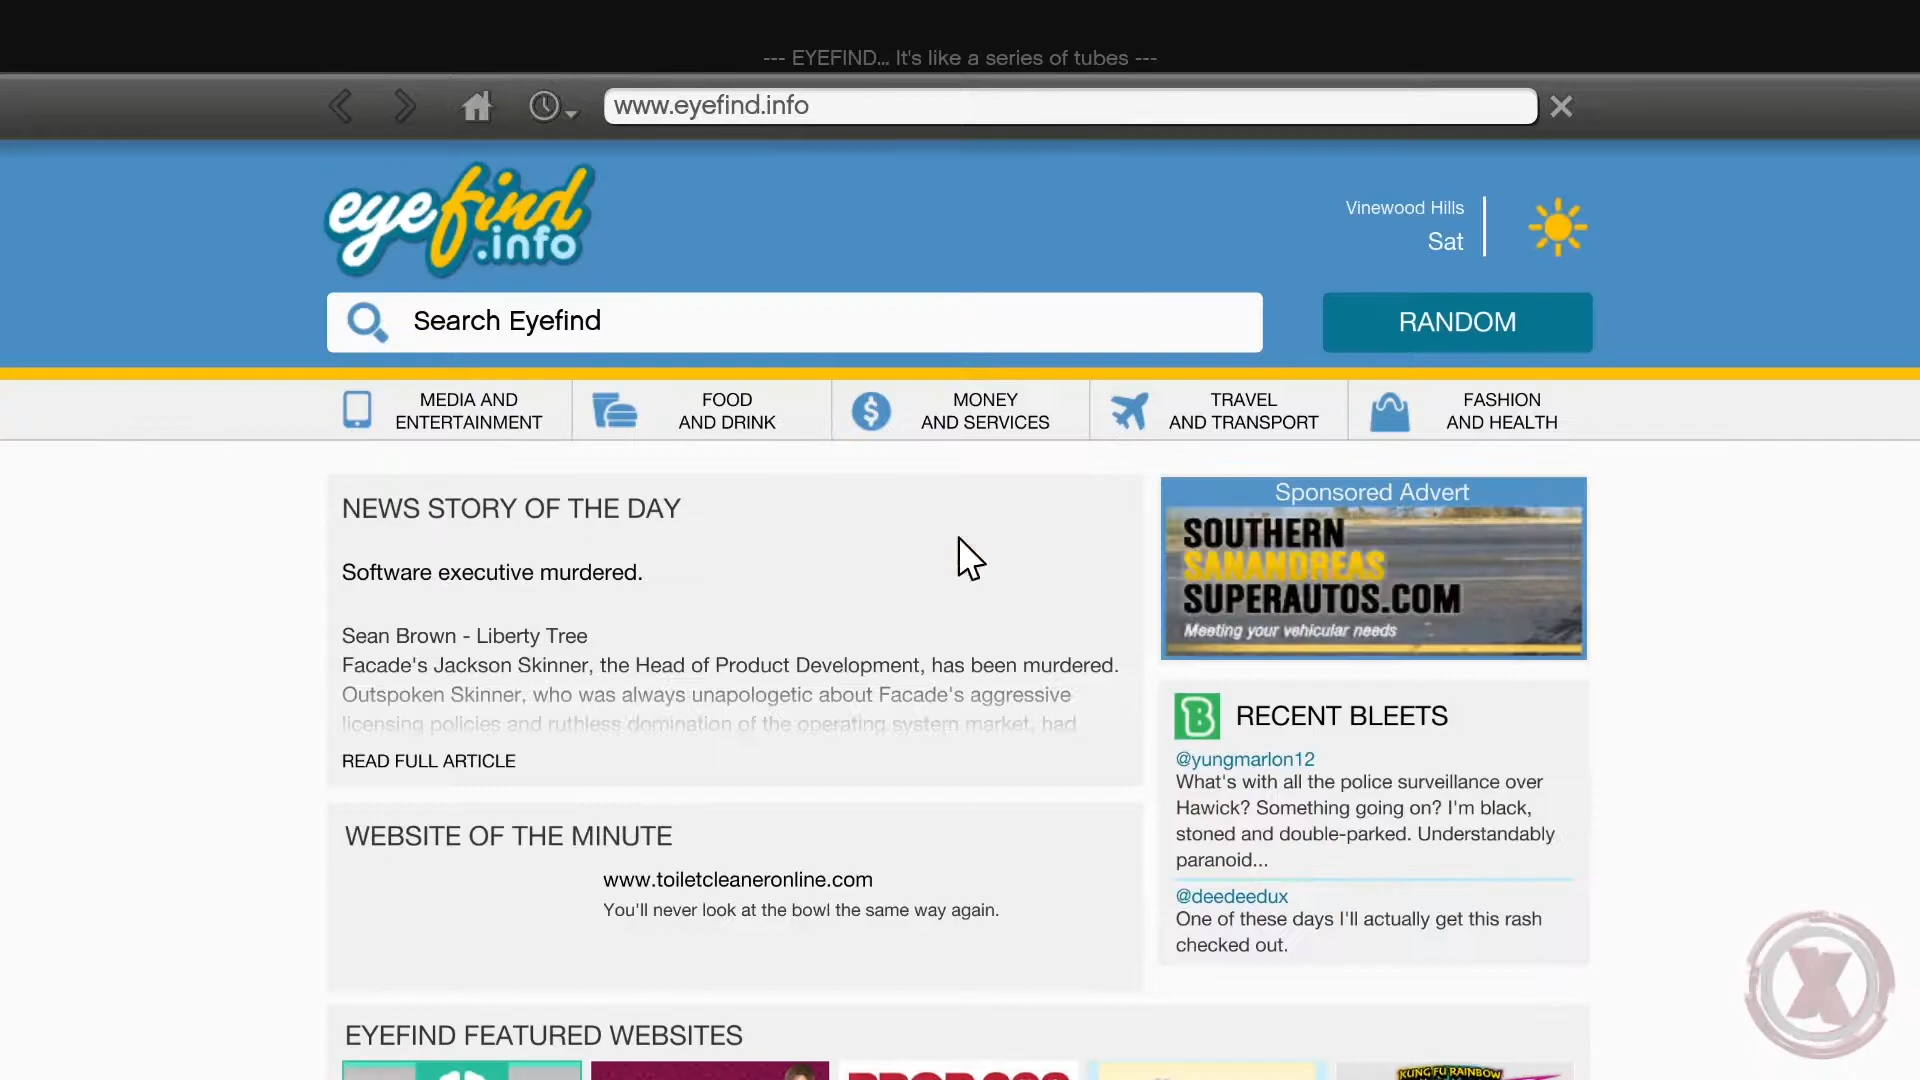 --- EYEFIND... It's like a series of tubes ---
www.eyefind.info
eyefind
.info
Vinewood Hills
Sat
Search Eyefind
RANDOM
MEDIA AND
ENTERTAINMENT
FOOD
AND DRINK
MONEY
AND SERVICES
TRAVEL
AND TRANSPORT
FASHION
AND HEALTH
NEWS STORY OF THE DAY
Software executive murdered.
Sean Brown - Liberty Tree
Facade's Jackson Skinner, the Head of Product Development, has been murdered.
Outspoken Skinner, who was always unapologetic about Facade's aggressive
licensing policies and ruthless domination of the operating system market, had
READ FULL ARTICLE
Sponsored Advert
SOUTHERN
SANANDREAS
SUPERAUTOS.COM
Meeting your vehicular needs
B RECENT BLEETS
@yungmarlon12
What's with all the police surveillance over
Hawick? Something going on? I'm black,
stoned and double-parked. Understandably
paranoid...
@deedeedux
One of these days I'll actually get this rash
checked out.
WEBSITE OF THE MINUTE
www.toiletcleaneronline.com
You'll never look at the bowl the same way again.
EYEFIND FEATURED WEBSITES
KUNG FU RAINBOW
X